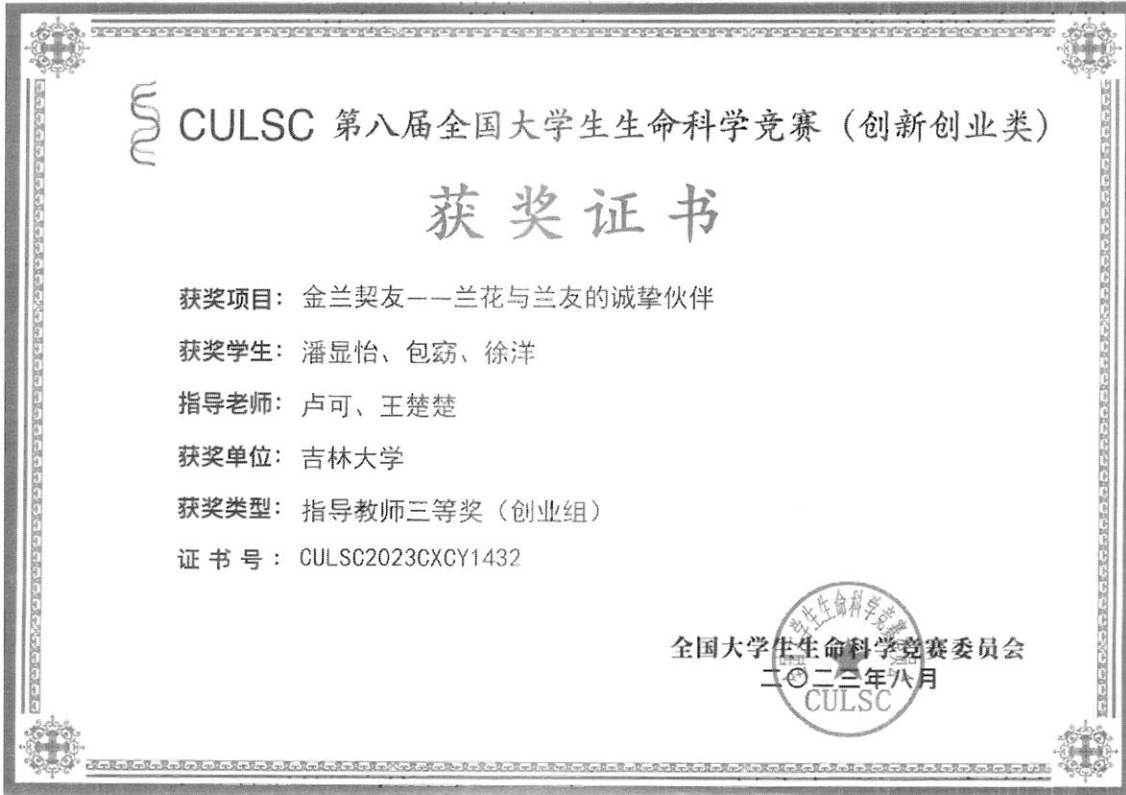 CULSC 第八届全国大学生生命科学竞赛（创新创业类）
获奖证书
获奖项目：金兰契友——兰花与兰友的诚挚伙伴
获奖学生：潘显怡、包窈、徐洋
指导老师：卢可、王楚楚
获奖单位：吉林大学
获奖类型：指导教师三等奖（创业组）
证书号：CULSC2023CXCY1432
全国大学生生命科学竞赛委员会
二〇二三年八月
CULSC